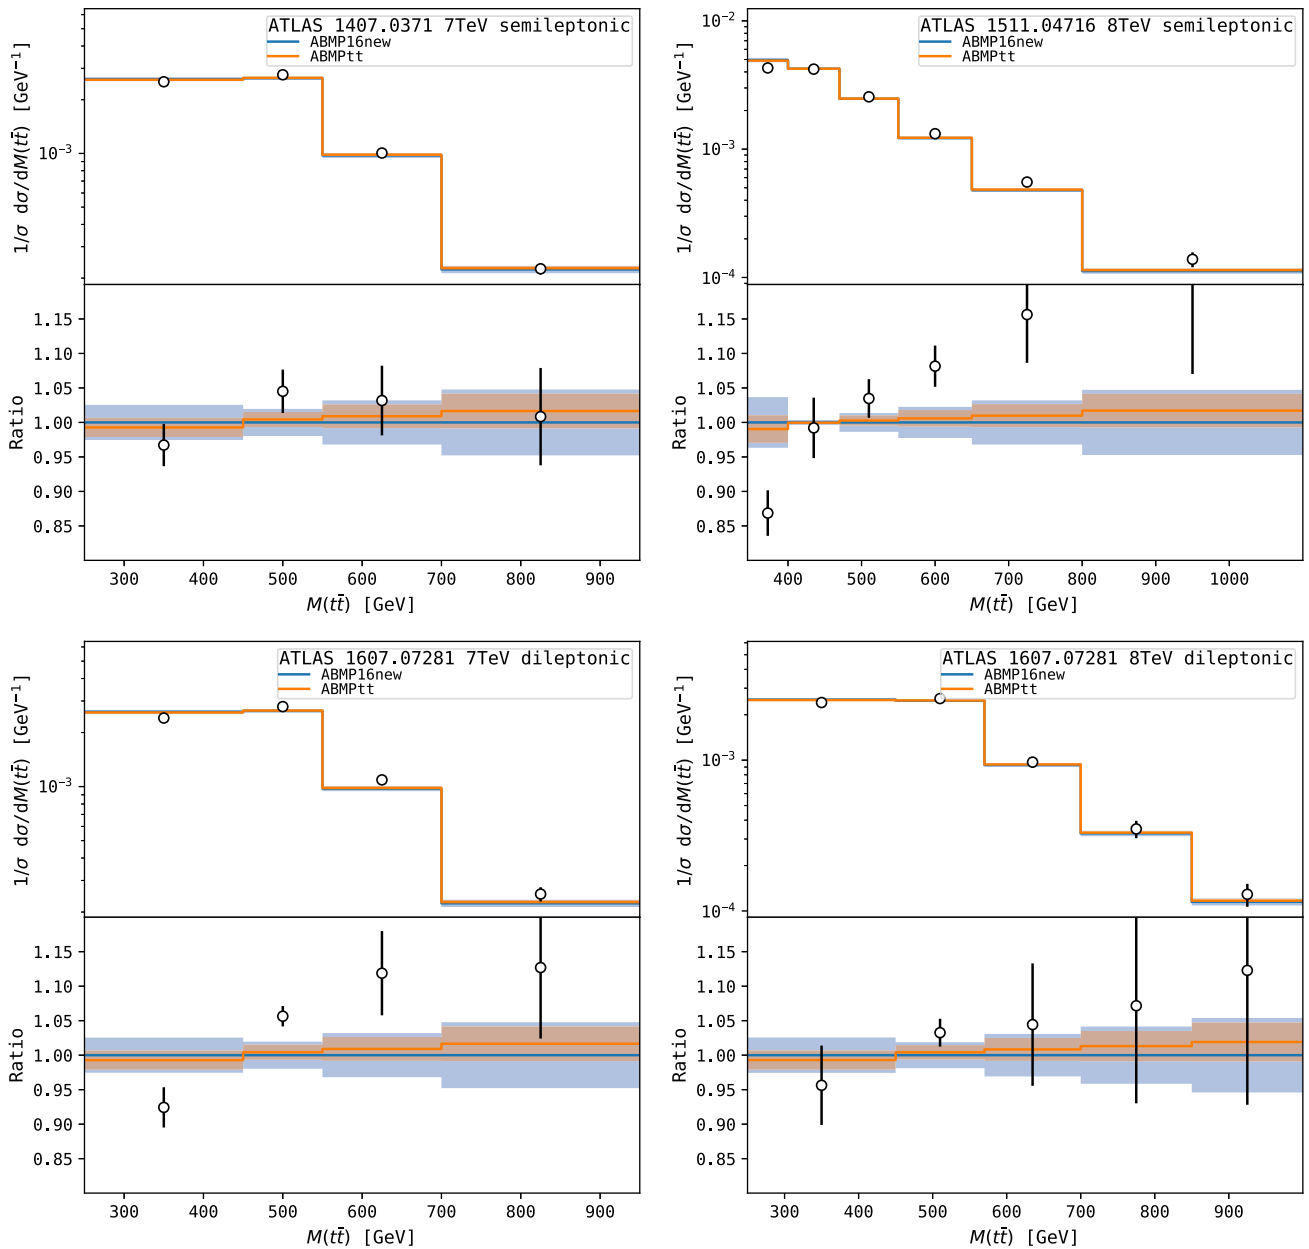 ATLAS 1407.0371 7TeV semileptonic
ABMP16new
ABMPtt
1/σ dσ/dM(tt̄) [GeV⁻¹]
10⁻³
Ratio
1.15
1.10
1.05
1.00
0.95
0.90
0.85
300 400 500 600 700 800 900
M(tt̄) [GeV]
ATLAS 1511.04716 8TeV semileptonic
ABMP16new
ABMPtt
1/σ dσ/dM(tt̄) [GeV⁻¹]
10⁻²
10⁻³
10⁻⁴
Ratio
1.15
1.10
1.05
1.00
0.95
0.90
0.85
400 500 600 700 800 900 1000
M(tt̄) [GeV]
ATLAS 1607.07281 7TeV dileptonic
ABMP16new
ABMPtt
1/σ dσ/dM(tt̄) [GeV⁻¹]
10⁻³
Ratio
1.15
1.10
1.05
1.00
0.95
0.90
0.85
300 400 500 600 700 800 900
M(tt̄) [GeV]
ATLAS 1607.07281 8TeV dileptonic
ABMP16new
ABMPtt
1/σ dσ/dM(tt̄) [GeV⁻¹]
10⁻³
10⁻⁴
Ratio
1.15
1.10
1.05
1.00
0.95
0.90
0.85
300 400 500 600 700 800 900
M(tt̄) [GeV]